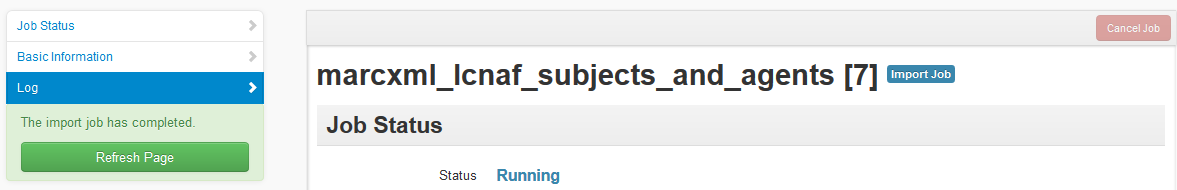 Job Status
Basic Information
Log
The import job has completed.
Refresh Page
Cancel Job
marcxml_lcnaf_subjects_and_agents [7] Import Job
Job Status
Status Running